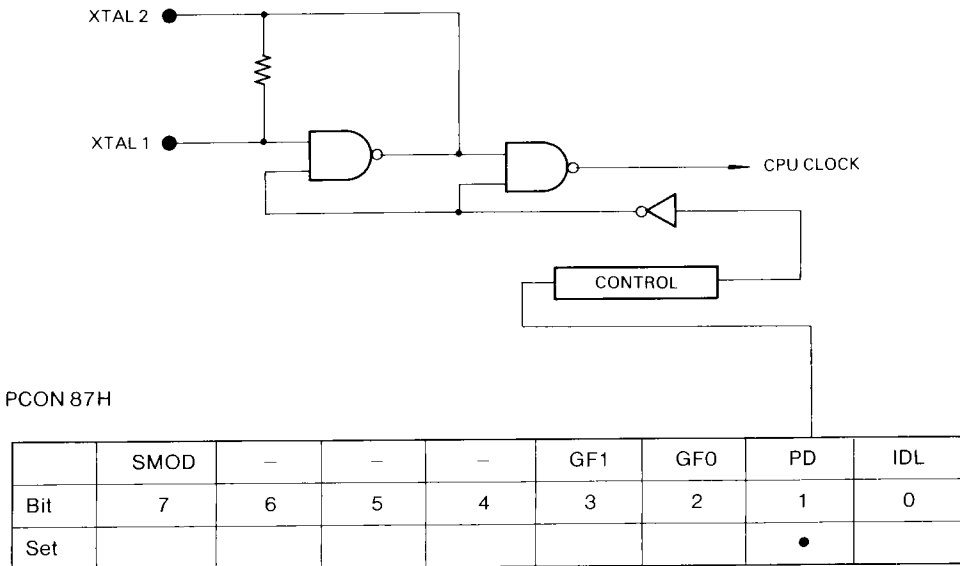 XTAL 2
XTAL 1
CPU CLOCK
CONTROL
PCON 87H
SMOD – – – GF1 GF0 PD IDL
Bit 7 6 5 4 3 2 1 0
Set •